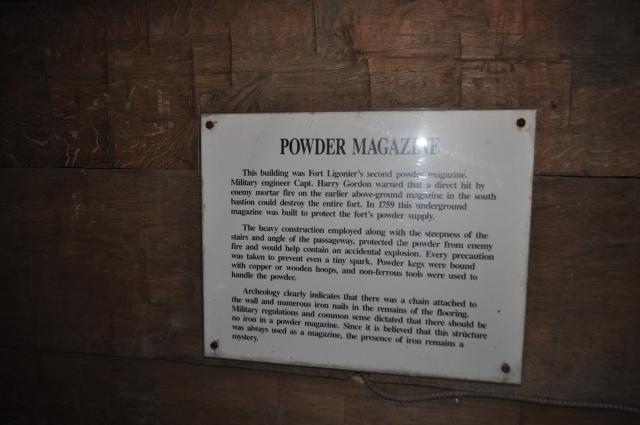 POWDER MAGAZINE
This building was Fort Ligonier's second powder magazine.
Military engineer Capt. Harry Gordon warned that a direct hit by
enemy mortar fire on the earlier above-ground magazine in the south
bastion could destroy the entire fort. In 1759 this underground
magazine was built to protect the fort's powder supply.
The heavy construction employed along with the steepness of the
stairs and angle of the passageway, protected the powder from enemy
fire and would help contain an accidental explosion. Every precaution
was taken to prevent even a tiny spark. Powder kegs were bound
with copper or wooden hoops, and non-ferrous tools were used to
handle the powder.
Archeology clearly indicates that there was a chain attached to
the wall and numerous iron nails in the remains of the flooring.
Military regulations and common sense dictated that there should be
no iron in a powder magazine. Since it is believed that this structure
was always used as a magazine, the presence of iron remains a
mystery.